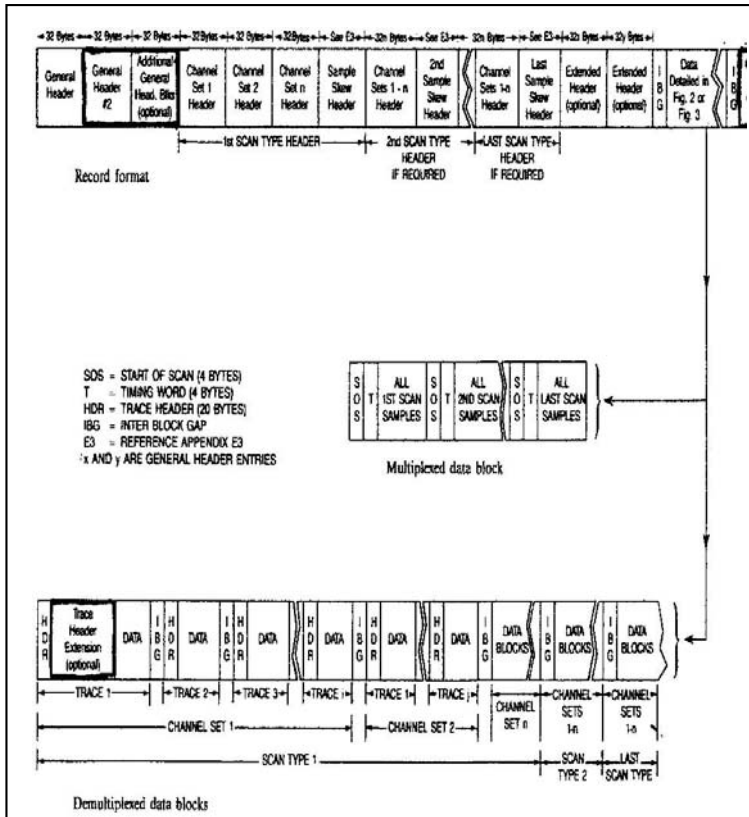 32 Bytes 32 Bytes 32 Bytes 32 Bytes 32 Bytes 32Bytes See E3 32n Bytes See E3 32n Bytes See E3 32x Bytes 32y Bytes
General Header
General Header #2
Additional General Head. (optional)
Channel Set 1 Header
Channel Set 2 Header
Channel Set n Header
Sample Skew Header
Channel Sets 1 - n Header
2nd Sample Skew Header
Channel Sets 1-n Header
Last Sample Skew Header
Extended Header (optional)
Extended Header (optional)
I B G
Data Detailed in Fig. 2 or Fig. 3
I B G
1st SCAN TYPE HEADER
2nd SCAN TYPE HEADER IF REQUIRED
LAST SCAN TYPE HEADER IF REQUIRED
Record format
SOS = START OF SCAN (4 BYTES)
T = TIMING WORD (4 BYTES)
HDR = TRACE HEADER (20 BYTES)
IBG = INTER BLOCK GAP
E3 = REFERENCE APPENDIX E3
x AND y ARE GENERAL HEADER ENTRIES
S O S
T
ALL 1ST SCAN SAMPLES
S O S
T
ALL 2ND SCAN SAMPLES
S O S
T
ALL LAST SCAN SAMPLES
Multiplexed data block
H D R
Trace Header Extension (optional)
DATA
I B G
H D R
DATA
I B G
H D R
DATA
H D R
DATA
I B G
H D R
DATA
H D R
DATA
I B G
DATA BLOCKS
I B G
DATA BLOCKS
I B G
DATA BLOCKS
TRACE 1
TRACE 2
TRACE 3
TRACE i
TRACE 1
TRACE j
CHANNEL SET n
CHANNEL SETS 1-n
CHANNEL SETS 1-n
CHANNEL SET 1
CHANNEL SET 2
SCAN TYPE 1
SCAN TYPE 2
LAST SCAN TYPE
Demultiplexed data blocks